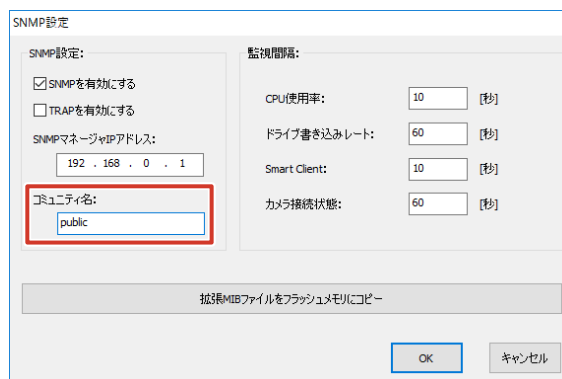 SNMP設定
SNMP設定:
SNMPを有効にする
TRAPを有効にする
SNMPマネージャIPアドレス:
192 . 168 . 0 . 1
コミュニティ名:
public
監視間隔:
CPU使用率: 10 [秒]
ドライブ書き込みレート: 60 [秒]
Smart Client: 10 [秒]
カメラ接続状態: 60 [秒]
拡張MIBファイルをフラッシュメモリにコピー
OK キャンセル